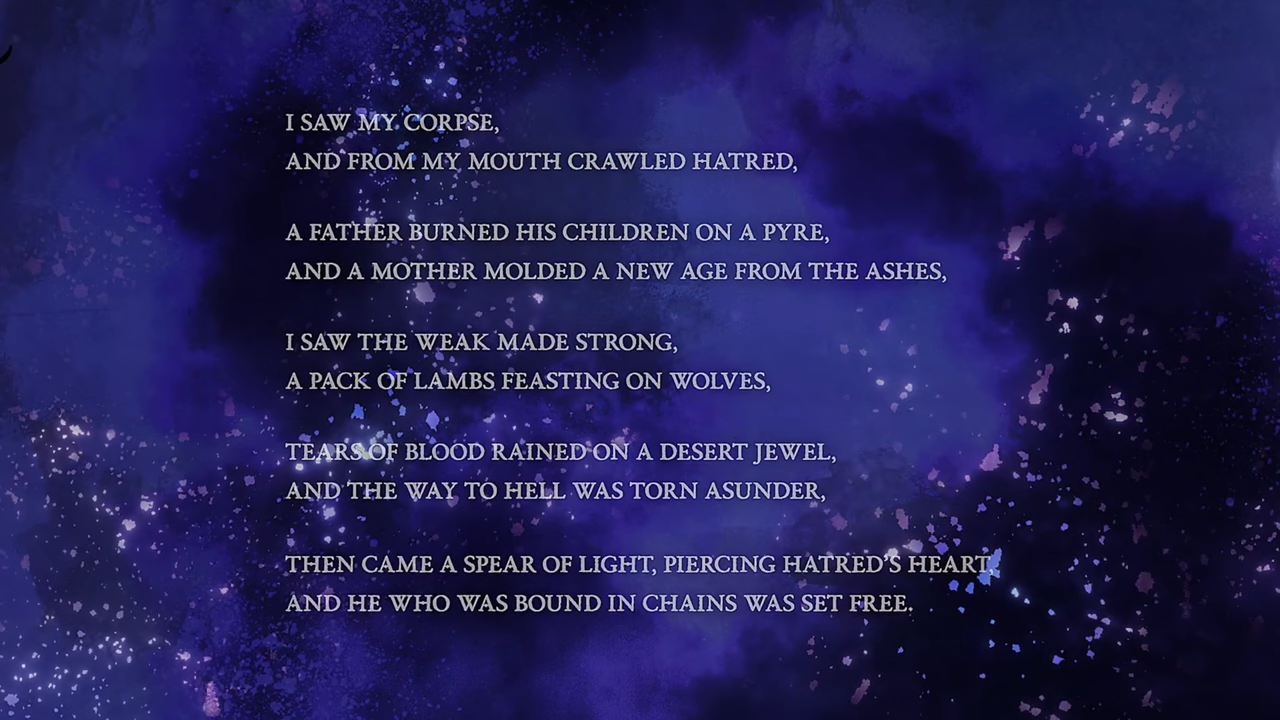 I SAW MY CORPSE,
AND FROM MY MOUTH CRAWLED HATRED,
A FATHER BURNED HIS CHILDREN ON A PYRE,
AND A MOTHER MOLDED A NEW AGE FROM THE ASHES,
I SAW THE WEAK MADE STRONG,
A PACK OF LAMBS FEASTING ON WOLVES,
TEARS OF BLOOD RAINED ON A DESERT JEWEL,
AND THE WAY TO HELL WAS TORN ASUNDER,
THEN CAME A SPEAR OF LIGHT, PIERCING HATRED'S HEART,
AND HE WHO WAS BOUND IN CHAINS WAS SET FREE.